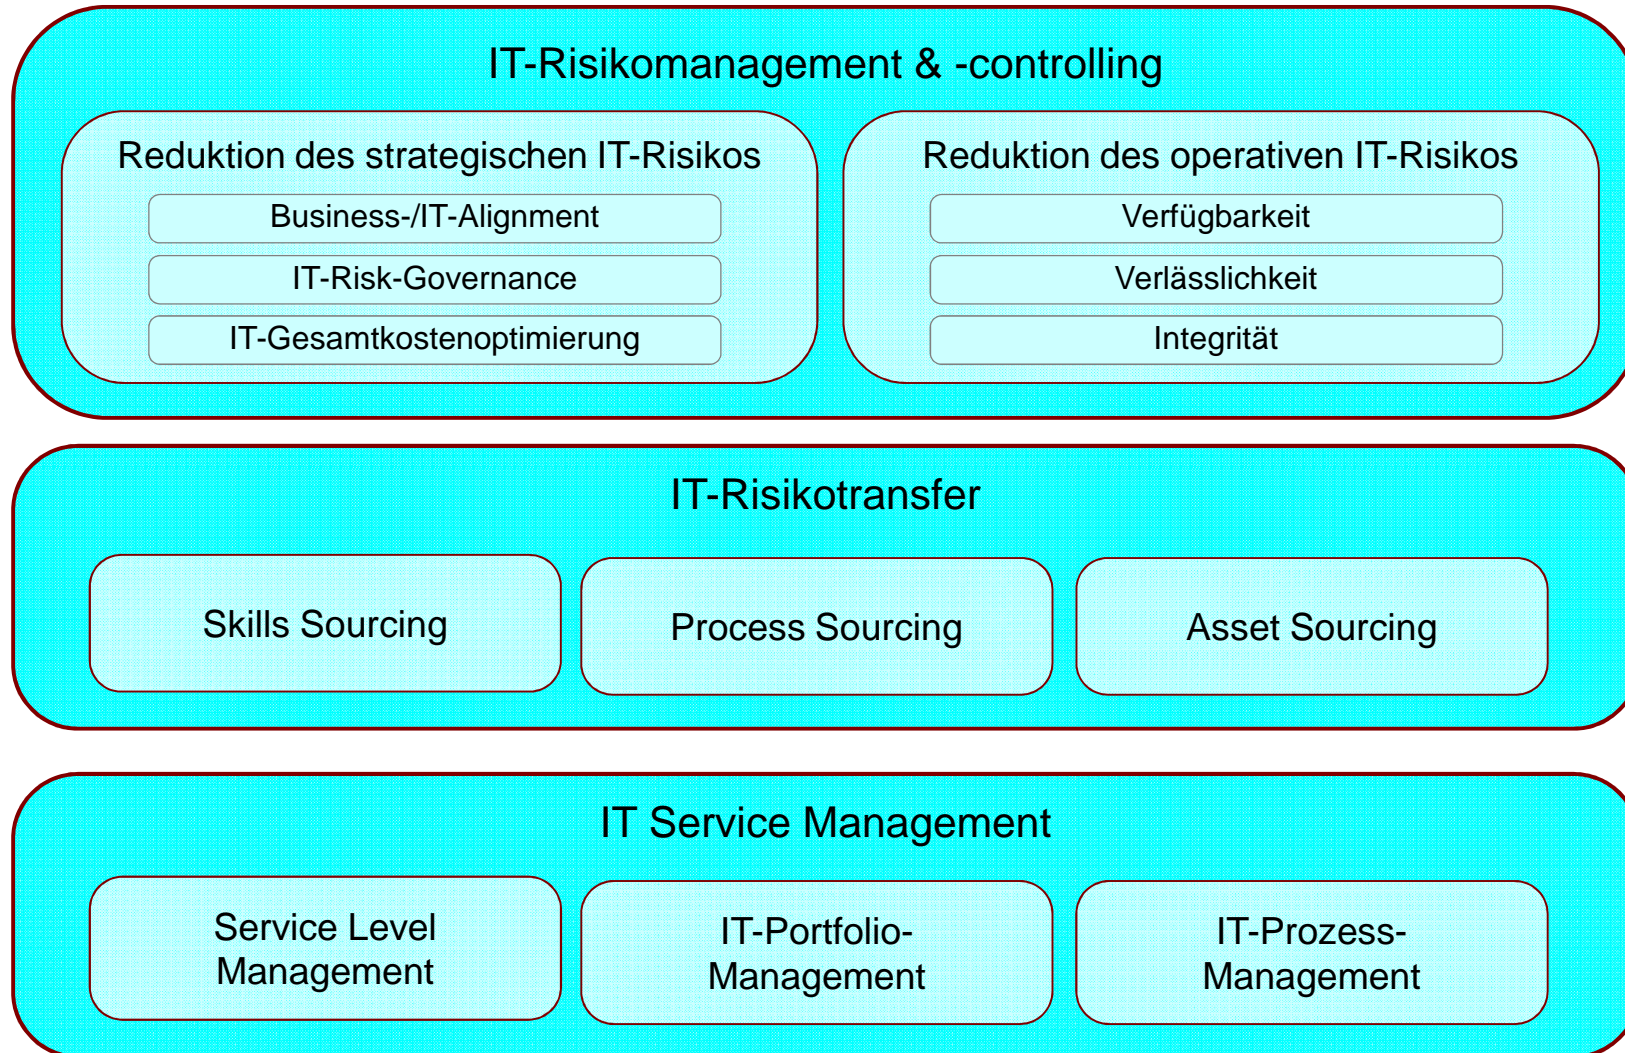 IT-Risikomanagement & -controlling
Reduktion des strategischen IT-Risikos
Business-/IT-Alignment
IT-Risk-Governance
IT-Gesamtkostenoptimierung
Reduktion des operativen IT-Risikos
Verfügbarkeit
Verlässlichkeit
Integrität
IT-Risikotransfer
Skills Sourcing
Process Sourcing
Asset Sourcing
IT Service Management
Service Level
Management
IT-Portfolio-
Management
IT-Prozess-
Management